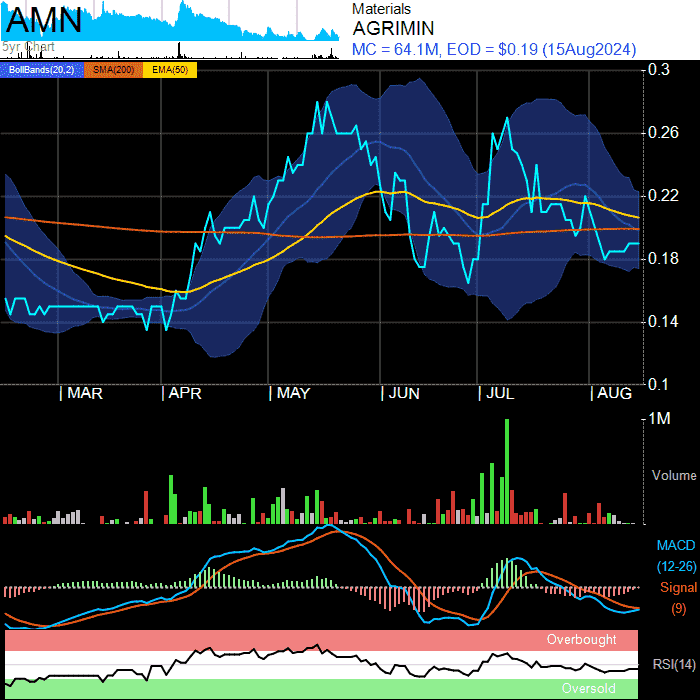 AMN
5yr Chart
Materials
AGRIMIN
MC = 64.1M, EOD = $0.19 (15Aug2024)
BollBands(20,2) SMA(200) EMA(50)
0.3
0.26
0.22
0.18
0.14
0.1
MAR APR MAY JUN JUL AUG
1M
Volume
MACD
(12-26)
Signal
(9)
Overbought
RSI(14)
Oversold